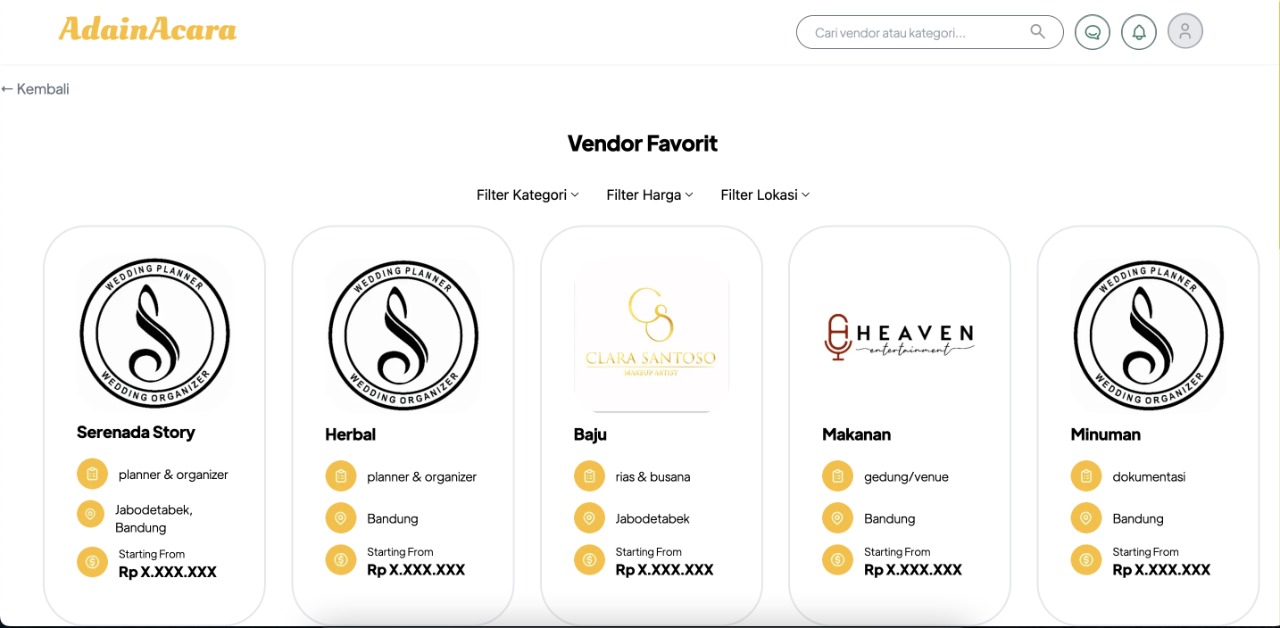 AdainAcara
Cari vendor atau kategori...
← Kembali
Vendor Favorit
Filter Kategori
Filter Harga
Filter Lokasi
WEDDING PLANNER
WEDDING ORGANIZER
Serenada Story
planner & organizer
Jabodetabek,
Bandung
Starting From
Rp X.XXX.XXX
WEDDING PLANNER
WEDDING ORGANIZER
Herbal
planner & organizer
Bandung
Starting From
Rp X.XXX.XXX
CS
CLARA SANTOSO
MAKEUP ARTIST
Baju
rias & busana
Jabodetabek
Starting From
Rp X.XXX.XXX
HEAVEN
entertainment
Makanan
gedung/venue
Bandung
Starting From
Rp X.XXX.XXX
WEDDING PLANNER
WEDDING ORGANIZER
Minuman
dokumentasi
Bandung
Starting From
Rp X.XXX.XXX